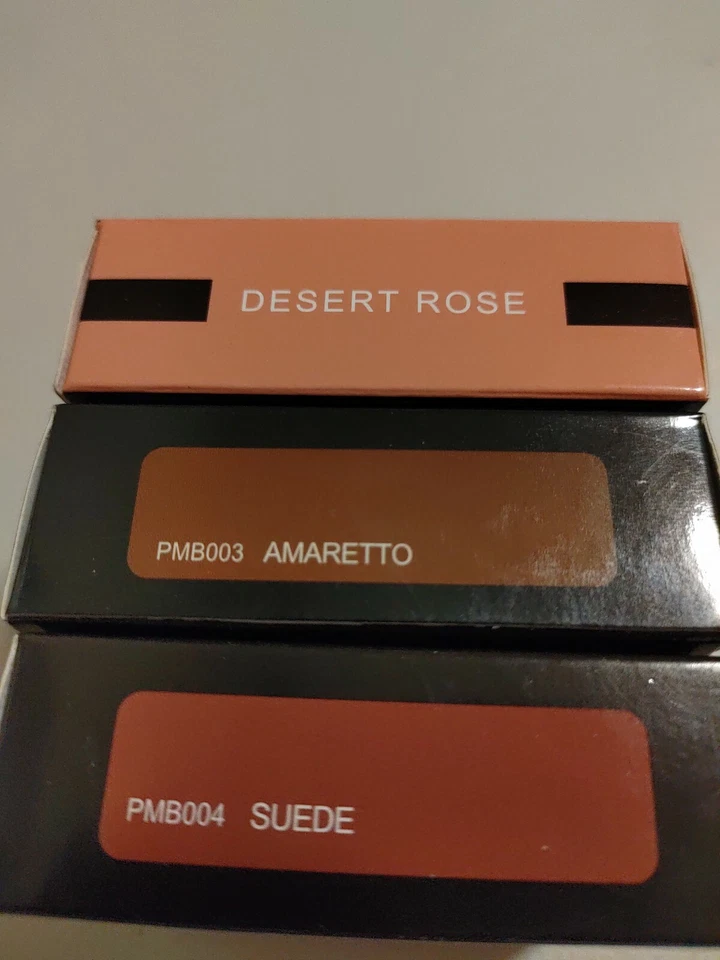 DESERT ROSE
PMB003 AMARETTO
PMB004 SUEDE